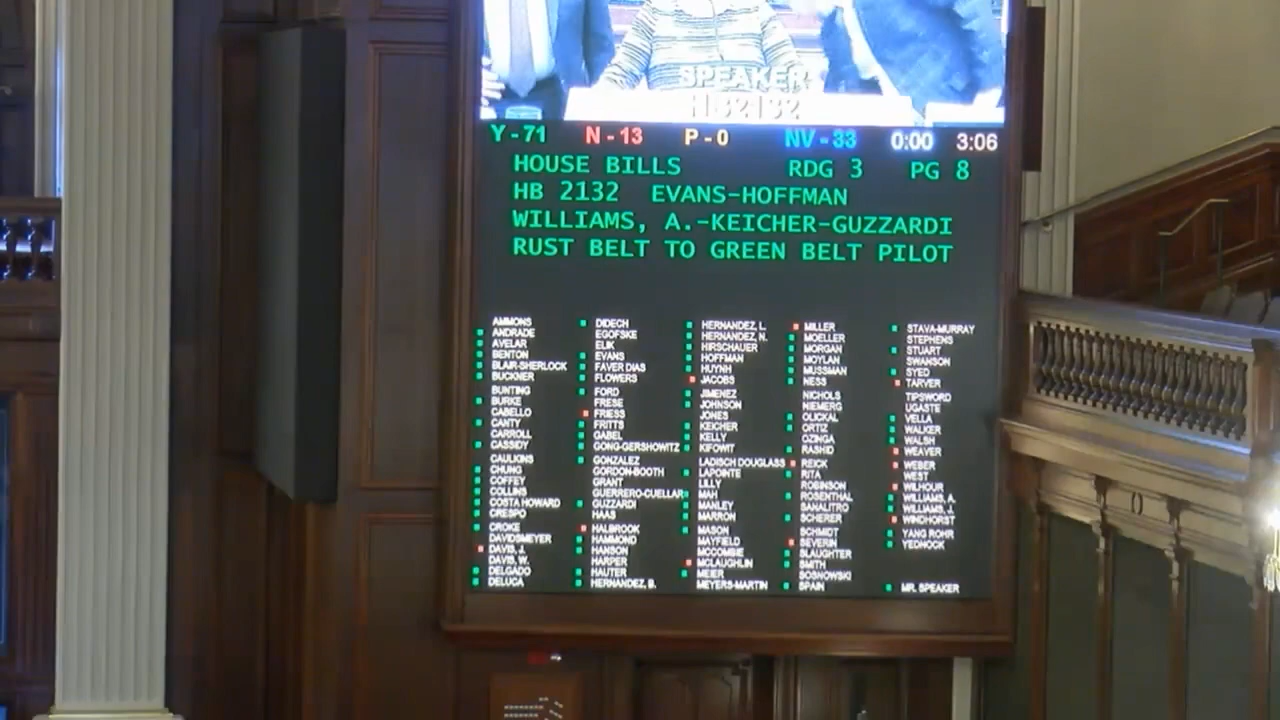 SPEAKER
HB2132
Y-71 N-13 P-0 NV-33 0:00 3:06
HOUSE BILLS RDG 3 PG 8
HB 2132 EVANS-HOFFMAN
WILLIAMS, A.-KEICHER-GUZZARDI
RUST BELT TO GREEN BELT PILOT
AMMONS
ANDRADE
AVELAR
BENTON
BLAIR-SHERLOCK
BUCKNER
BUNTING
BURKE
CABELLO
CANTY
CARROLL
CASSIDY
CAULKINS
CHUNG
COFFEY
COLLINS
COSTA HOWARD
CRESPO
CROKE
DAVIDSMEYER
DAVIS, J.
DAVIS, W.
DELGADO
DELUCA
DIDECH
EGOFSKE
ELIK
EVANS
FAVER DIAS
FLOWERS
FORD
FRESE
FRIESS
FRITTS
GABEL
GONG-GERSHOWITZ
GONZALEZ
GORDON-BOOTH
GRANT
GUERRERO-CUELLAR
GUZZARDI
HAAS
HALBROOK
HAMMOND
HANSON
HARPER
HAUTER
HERNANDEZ, B.
HERNANDEZ, L.
HERNANDEZ, N.
HIRSCHAUER
HOFFMAN
HUYNH
JACOBS
JIMENEZ
JOHNSON
JONES
KEICHER
KELLY
KIFOWIT
LADISCH DOUGLASS
LAPOINTE
LILLY
MAH
MANLEY
MARRON
MASON
MAYFIELD
MCCOMBIE
MCLAUGHLIN
MEIER
MEYERS-MARTIN
MILLER
MOELLER
MORGAN
MOYLAN
MUSSMAN
NESS
NICHOLS
NIEMERG
OLICKAL
ORTIZ
OZINGA
RASHID
REICK
RITA
ROBINSON
ROSENTHAL
SANALITRO
SCHERER
SCHMIDT
SEVERIN
SLAUGHTER
SMITH
SOSNOWSKI
SPAIN
STAVA-MURRAY
STEPHENS
STUART
SWANSON
SYED
TARVER
TIPSWORD
UGASTE
VELLA
WALKER
WALSH
WEAVER
WEBER
WEST
WILHOUR
WILLIAMS, A.
WILLIAMS, J.
WINDHORST
YANG ROHR
YEDNOCK
MR. SPEAKER